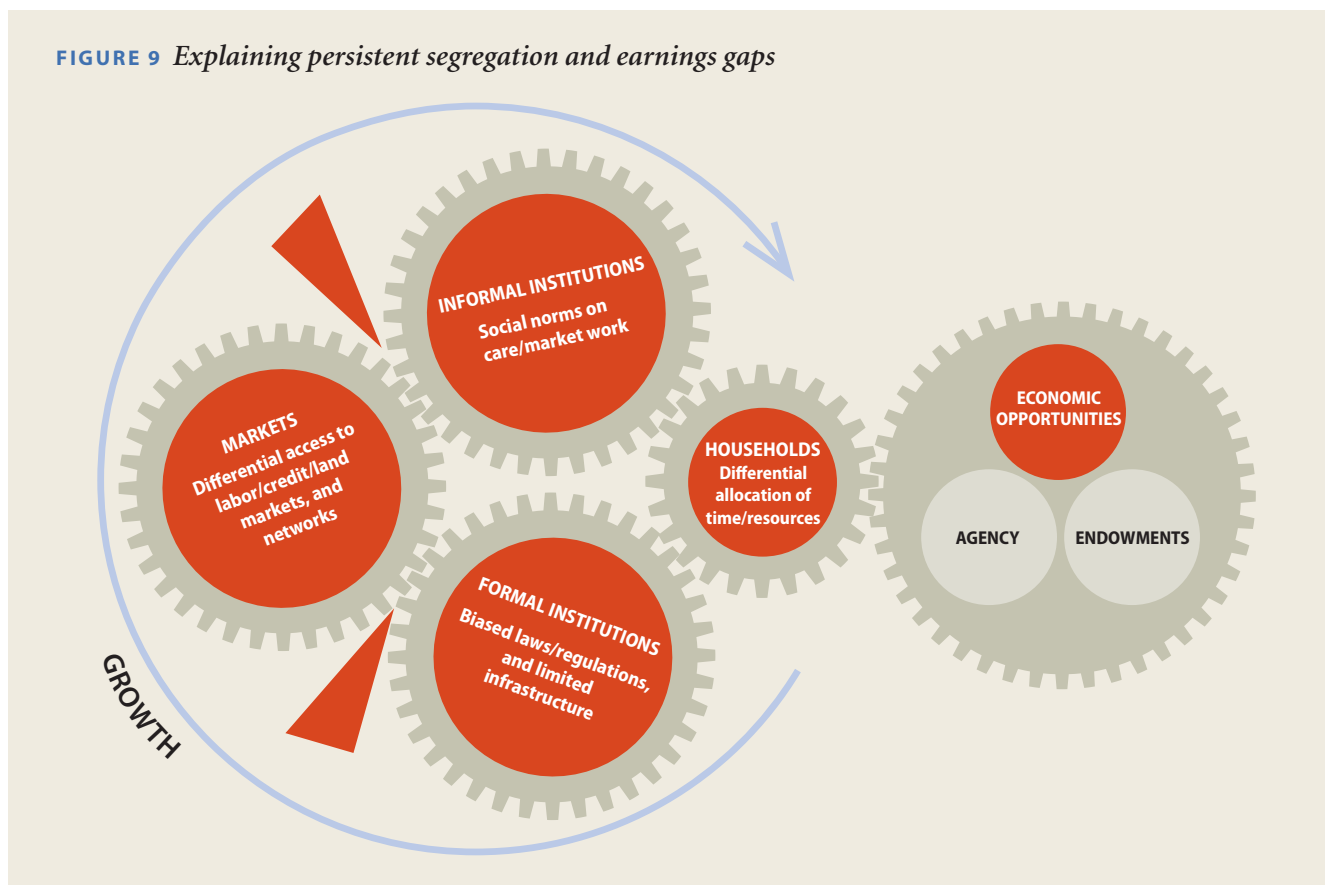 FIGURE 9 Explaining persistent segregation and earnings gaps
INFORMAL INSTITUTIONS
Social norms on
care/market work
MARKETS
Differential access to
labor/credit/land
markets, and
networks
HOUSEHOLDS
Differential
allocation of
time/resources
FORMAL INSTITUTIONS
Biased laws/regulations,
and limited
infrastructure
ECONOMIC
OPPORTUNITIES
AGENCY
ENDOWMENTS
GROWTH